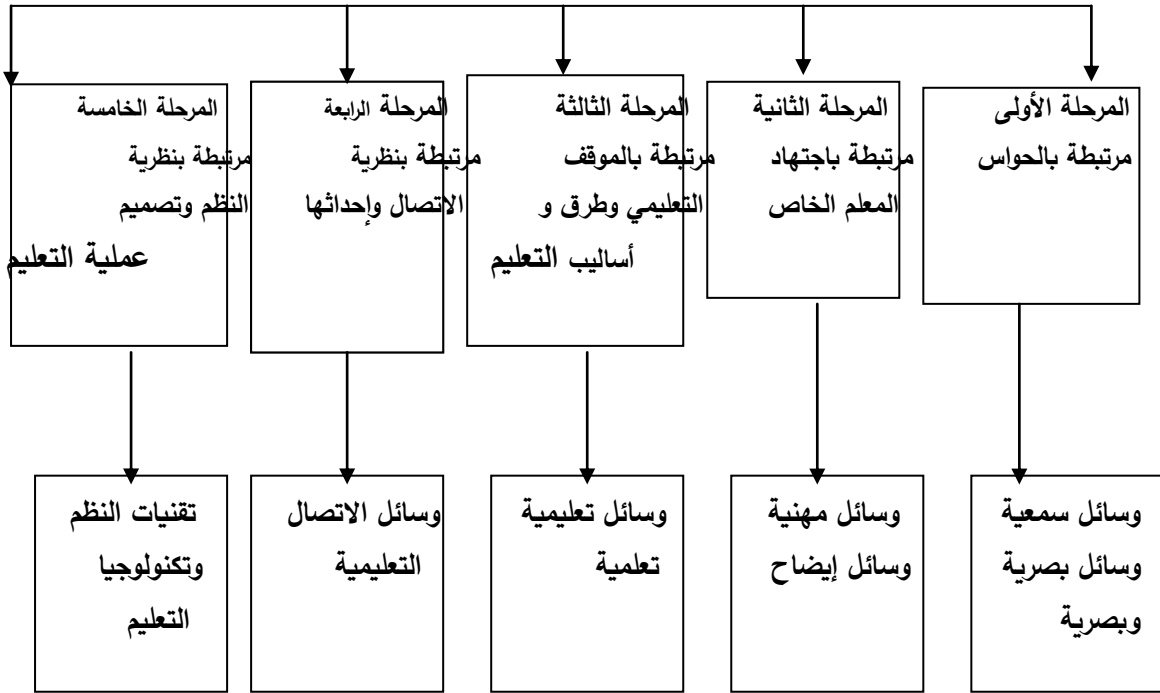 المرحلة الأولى
مرتبطة بالحواس
المرحلة الثانية
مرتبطة باجتهاد
المعلم الخاص
المرحلة الثالثة
مرتبطة بالموقف
التعليمي وطرق و
أساليب التعليم
المرحلة الرابعة
مرتبطة بنظرية
الاتصال وإحداثها
المرحلة الخامسة
مرتبطة بنظرية
النظم وتصميم
عملية التعليم
وسائل سمعية
وسائل بصرية
وبصرية
وسائل مهنية
وسائل إيضاح
وسائل تعليمية
تعلمية
وسائل الاتصال
التعليمية
تقنيات النظم
وتكنولوجيا
التعليم